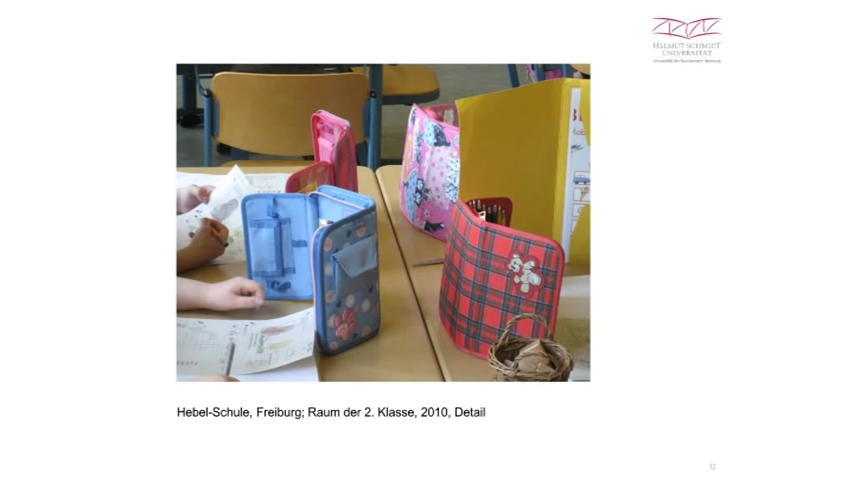 HELMUT SCHMIDT
UNIVERSITÄT
Hebel-Schule, Freiburg; Raum der 2. Klasse, 2010, Detail
12